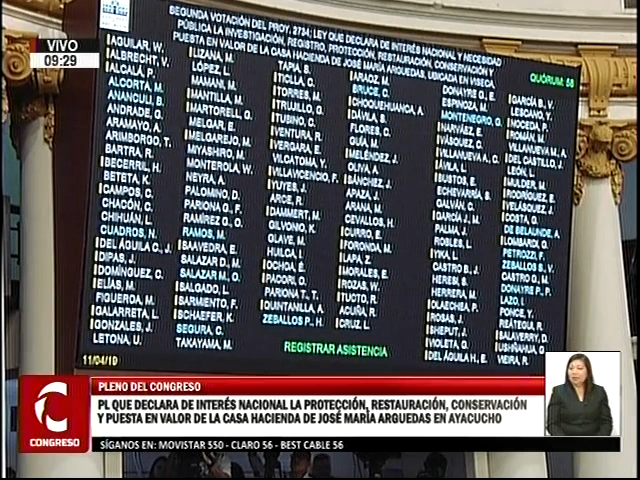 VIVO
09:29
SEGUNDA VOTACIÓN DEL PROY. 2734; LEY QUE DECLARA DE INTERÉS NACIONAL Y NECESIDAD
PÚBLICA LA INVESTIGACIÓN, REGISTRO, PROTECCIÓN, RESTAURACIÓN, CONSERVACIÓN Y
PUESTA EN VALOR DE LA CASA HACIENDA DE JOSÉ MARÍA ARGUEDAS, UBICADA EN VISECA,
QUÓRUM: 58
AGUILAR, W.
ALBRECHT, V.
ALCALÁ, P.
ALCORTA, M.
ANANCULÍ, B.
ANDRADE, G.
ARAMAYO, A.
ARIMBORGO, T.
BARTRA, R.
BECERRIL, H.
BETETA, K.
CAMPOS, C.
CHACÓN, C.
CHIHUÁN, L.
CUADROS, N.
DEL ÁGUILA C., J.
DIPAS, J.
DOMÍNGUEZ, C.
ELÍAS, M.
FIGUEROA, M.
GALARRETA, L.
GONZALES, J.
LETONA, U.
LIZANA, M.
LÓPEZ, L.
MAMANI, M.
MANTILLA, M.
MARTORELL, G.
MELGAR, E.
MELGAREJO, M.
MIYASHIRO, M.
MONTEROLA, W.
NEYRA, A.
PALOMINO, D.
PARIONA G., F.
RAMÍREZ G., O.
RAMOS, M.
SAAVEDRA, E.
SALAZAR D., M.
SALAZAR M., O.
SALGADO, L.
SARMIENTO, F.
SCHAEFER, K.
SEGURA, C.
TAKAYAMA, M.
TAPIA, B.
TICLLA, C.
TORRES, M.
TRUJILLO, G.
TUBINO, C.
VENTURA, R.
VERGARA, E.
VILCATOMA, Y.
VILLAVICENCIO, F.
YUYES, J.
ARCE, R.
DAMMERT, M.
GILVONIO, K.
OLAVE, M.
HUILCA, I.
OCHOA, E.
PACORI, O.
PARIONA T., T.
QUINTANILLA, A.
ZEBALLOS P., H.
ARAOZ, M.
BRUCE, C.
CHOQUEHUANCA, A.
DÁVILA, S.
FLORES, C.
GUÍA, M.
MELÉNDEZ, J.
OLIVA, A.
SÁNCHEZ, J.
APAZA, J.
ARANA, M.
CEVALLOS, H.
CURRO, E.
FORONDA, M.
LAPA, Z.
MORALES, E.
ROZAS, W.
TUCTO, R.
ACUÑA, R.
CRUZ, L.
DONAYRE G., E.
ESPINOZA, M.
MONTENEGRO, G.
NARVÁEZ, E.
VÁSQUEZ, C.
VILLANUEVA A., C.
ÁVILA, L.
BUSTOS, E.
ECHEVARRÍA, S.
GALVÁN, C.
GARCÍA J., M.
PALMA, J.
ROBLES, L.
YIKA, L.
CASTRO B., J.
HERESI, S.
HERRERA, M.
OLAECHEA, P.
ROSAS, J.
SHEPUT, J.
VIOLETA, G.
DEL ÁGUILA H., E.
GARCÍA B., V.
LESCANO, Y.
NOCEDA, P.
ROMÁN, M.
VILLANUEVA M., A.
DEL CASTILLO, J.
LEÓN, L.
MULDER, M.
RODRÍGUEZ, E.
VELÁSQUEZ, J.
COSTA, G.
DE BELAUNDE, A.
LOMBARDI, G.
PETROZZI, F.
ZEBALLOS B., V.
CASTRO G., M.
DONAYRE P., P.
LAZO, I.
PONCE, Y.
REÁTEGUI, R.
SALAVERRY, D.
USHÑAHUA, G.
VIEIRA, R.
REGISTRAR ASISTENCIA
11/04/19
PLENO DEL CONGRESO
PL QUE DECLARA DE INTERÉS NACIONAL LA PROTECCIÓN, RESTAURACIÓN, CONSERVACIÓN
Y PUESTA EN VALOR DE LA CASA HACIENDA DE JOSÉ MARÍA ARGUEDAS EN AYACUCHO
CONGRESO
SÍGANOS EN: MOVISTAR 550 - CLARO 56 - BEST CABLE 56